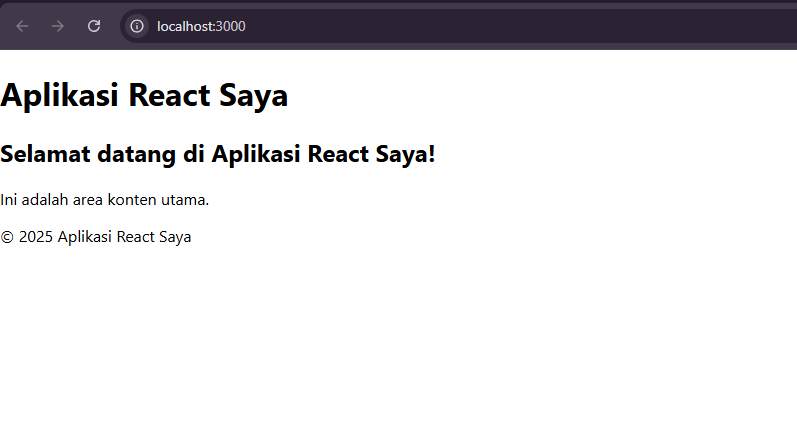 localhost:3000
Aplikasi React Saya
Selamat datang di Aplikasi React Saya!
Ini adalah area konten utama.
© 2025 Aplikasi React Saya